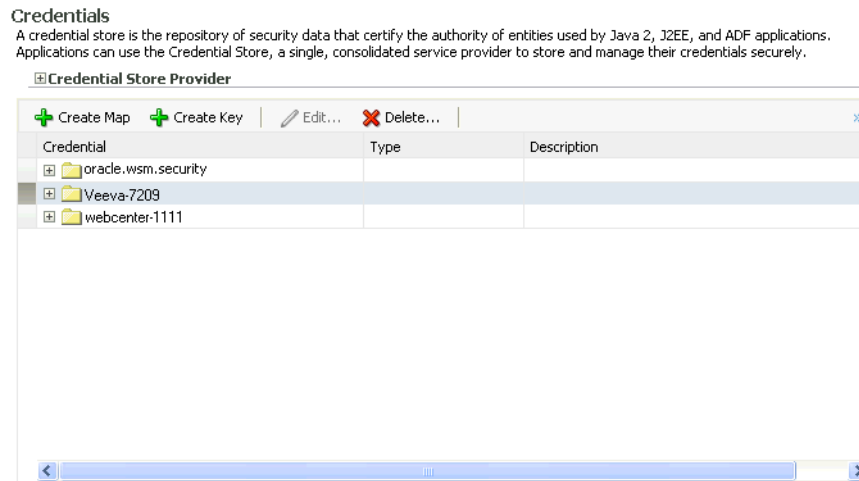 Credentials
A credential store is the repository of security data that certify the authority of entities used by Java 2, J2EE, and ADF applications.
Applications can use the Credential Store, a single, consolidated service provider to store and manage their credentials securely.
Credential Store Provider
Create Map Create Key Edit... Delete...
Credential Type Description
oracle.wsm.security
Veeva-7209
webcenter-1111